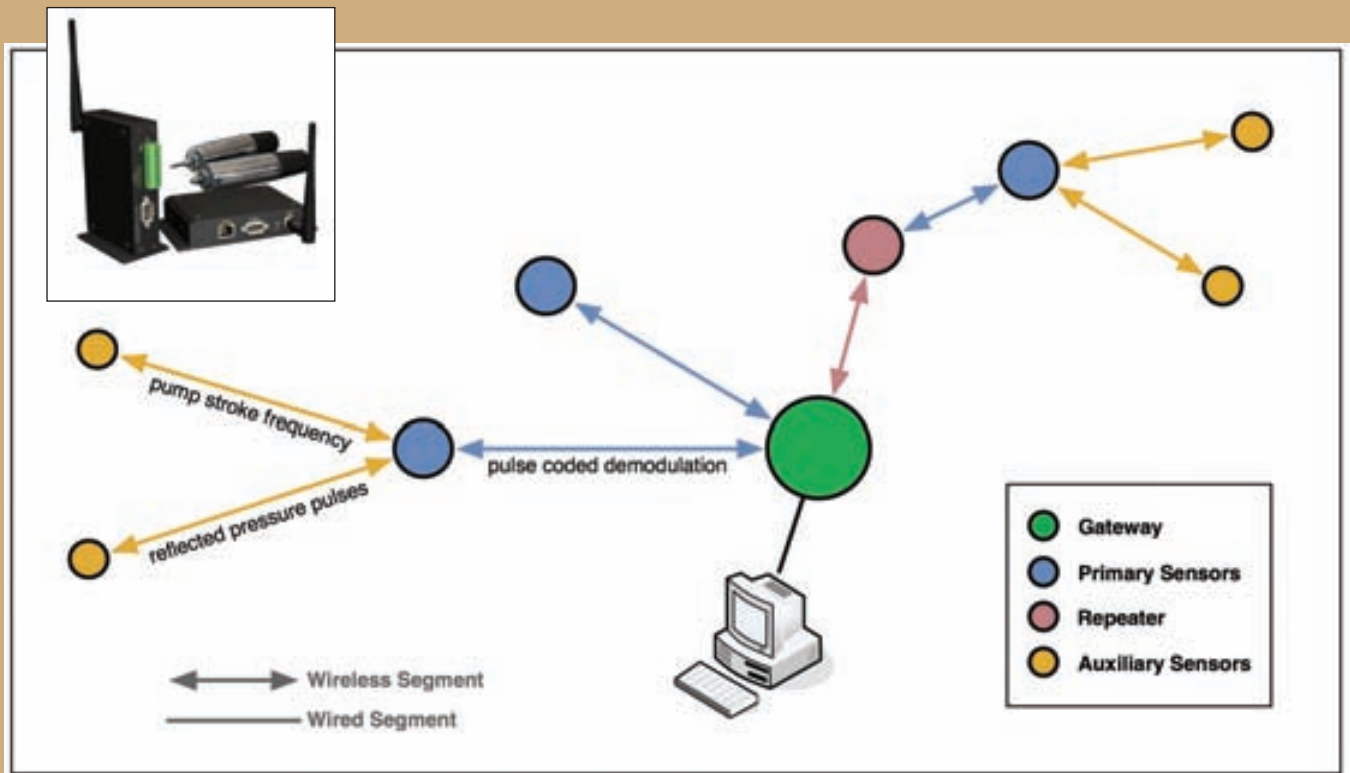 pump stroke frequency
reflected pressure pulses
pulse coded demodulation
Gateway
Primary Sensors
Repeater
Auxiliary Sensors
Wireless Segment
Wired Segment